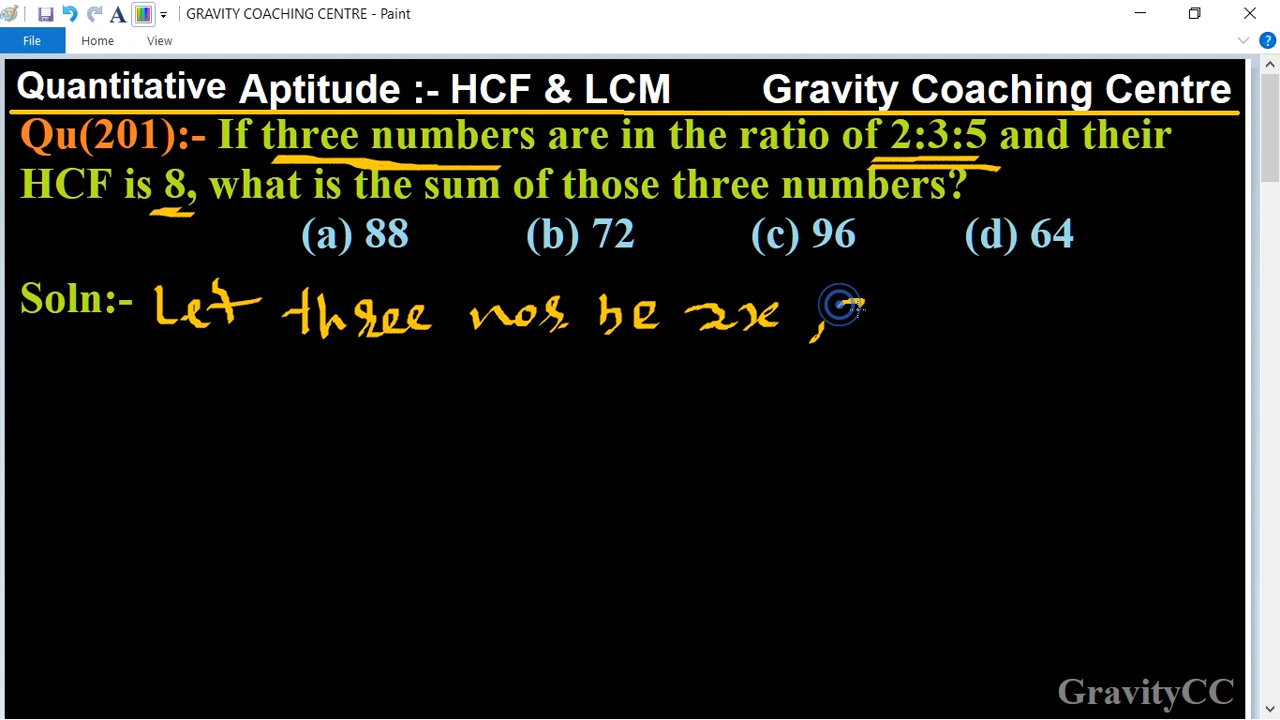 GRAVITY COACHING CENTRE - Paint
File Home View
Quantitative Aptitude :- HCF & LCM Gravity Coaching Centre
Qu(201):- If three numbers are in the ratio of 2:3:5 and their
HCF is 8, what is the sum of those three numbers?
(a) 88 (b) 72 (c) 96 (d) 64
Soln:- Let three nos. be 2x ,
GravityCC